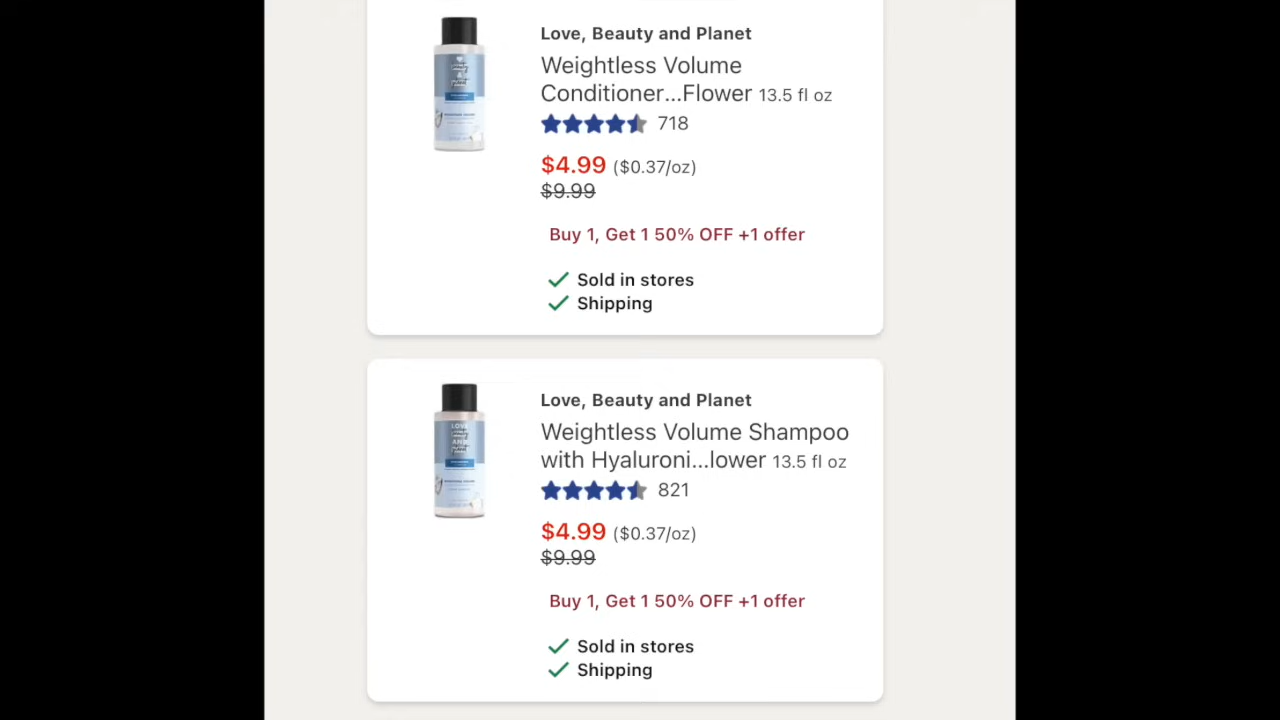 Love, Beauty and Planet
Weightless Volume
Conditioner...Flower 13.5 fl oz
718
$4.99 ($0.37/oz)
$9.99
Buy 1, Get 1 50% OFF +1 offer
Sold in stores
Shipping
Love, Beauty and Planet
Weightless Volume Shampoo
with Hyaluroni...lower 13.5 fl oz
821
$4.99 ($0.37/oz)
$9.99
Buy 1, Get 1 50% OFF +1 offer
Sold in stores
Shipping